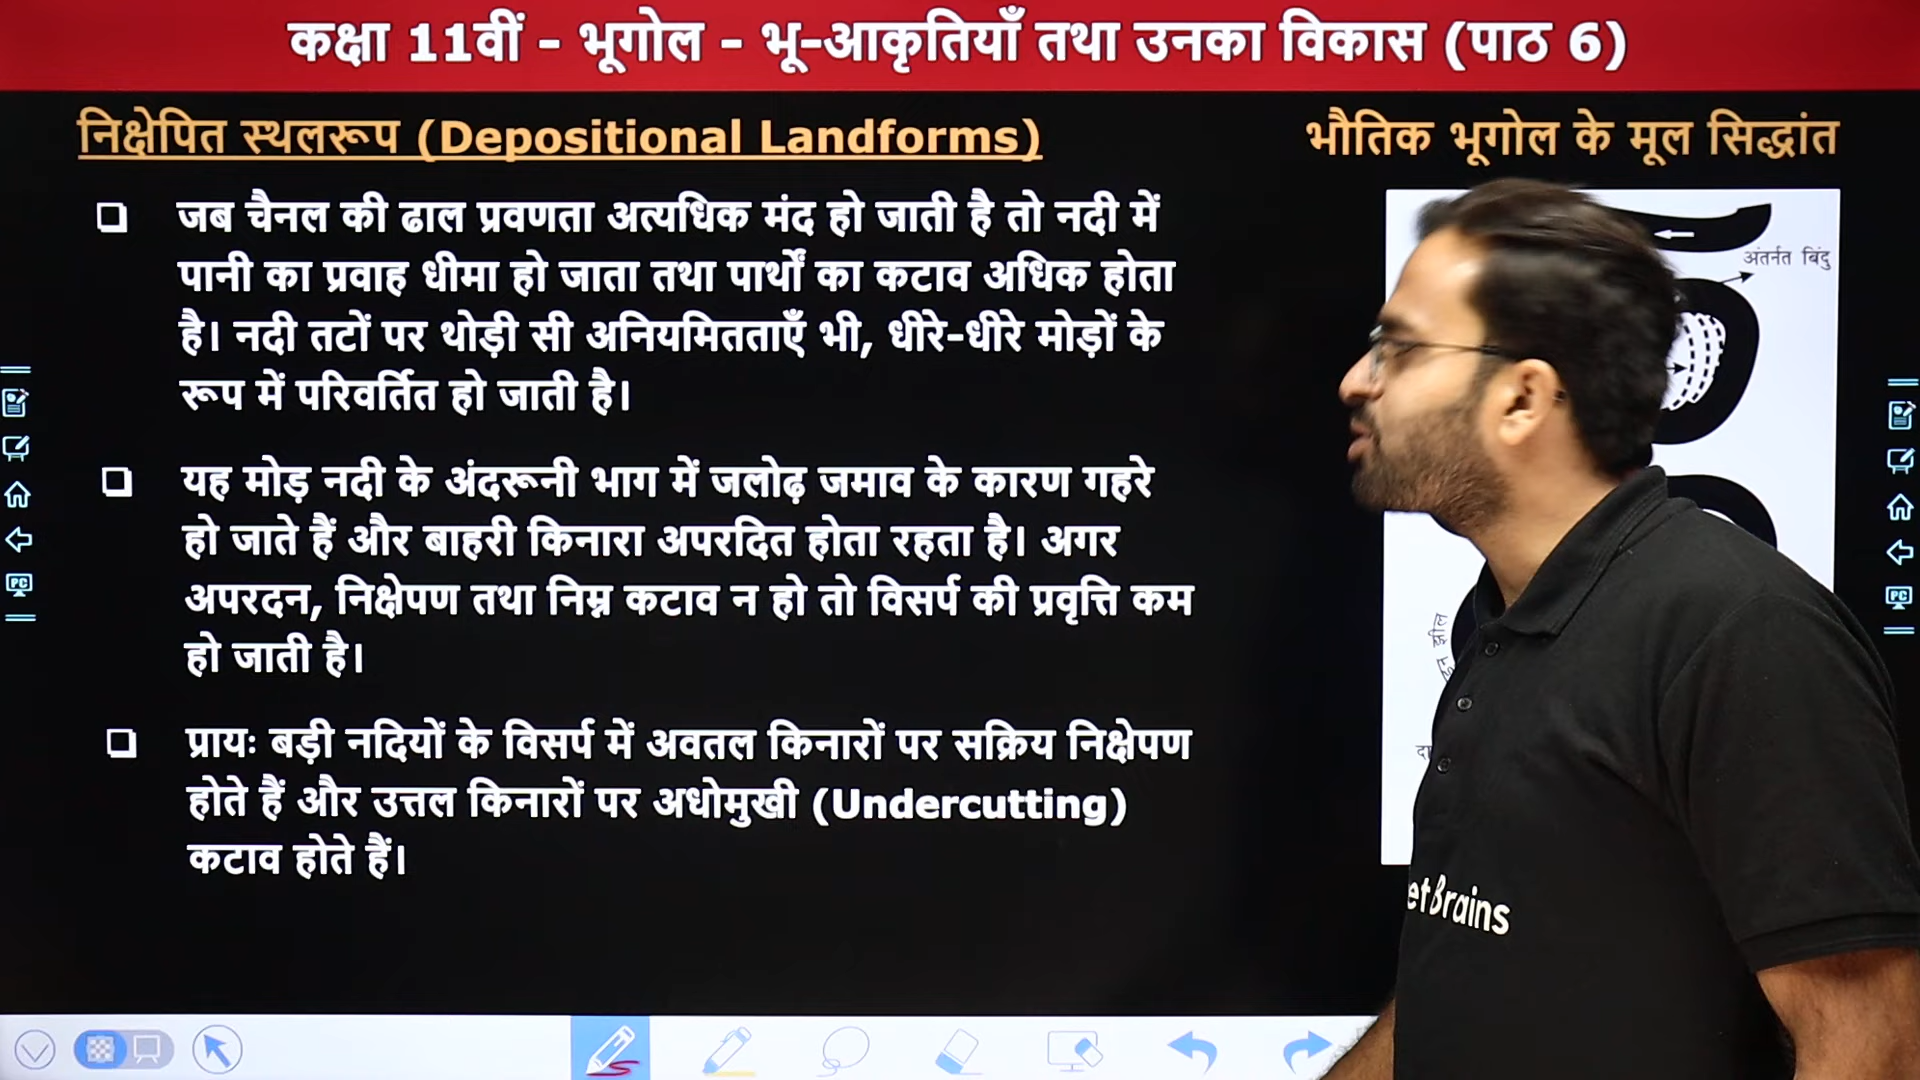 कक्षा 11वीं - भूगोल - भू-आकृतियाँ तथा उनका विकास (पाठ 6)
निक्षेपित स्थलरूप (Depositional Landforms)
भौतिक भूगोल के मूल सिद्धांत
जब चैनल की ढाल प्रवणता अत्यधिक मंद हो जाती है तो नदी में
पानी का प्रवाह धीमा हो जाता तथा पार्थों का कटाव अधिक होता
है। नदी तटों पर थोड़ी सी अनियमितताएँ भी, धीरे-धीरे मोड़ों के
रूप में परिवर्तित हो जाती है।
यह मोड़ नदी के अंदरूनी भाग में जलोढ़ जमाव के कारण गहरे
हो जाते हैं और बाहरी किनारा अपरदित होता रहता है। अगर
अपरदन, निक्षेपण तथा निम्न कटाव न हो तो विसर्प की प्रवृत्ति कम
हो जाती है।
प्रायः बड़ी नदियों के विसर्प में अवतल किनारों पर सक्रिय निक्षेपण
होते हैं और उत्तल किनारों पर अधोमुखी (Undercutting)
कटाव होते हैं।
अंतर्नत बिंदु
झील
etBrains
PC
PC